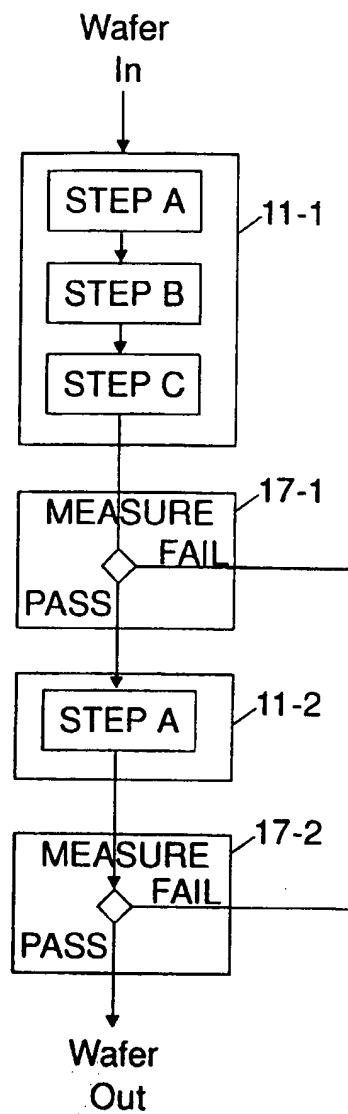 Wafer
In
STEP A
11-1
STEP B
STEP C
17-1
MEASURE
FAIL
PASS
STEP A
11-2
17-2
MEASURE
FAIL
PASS
Wafer
Out